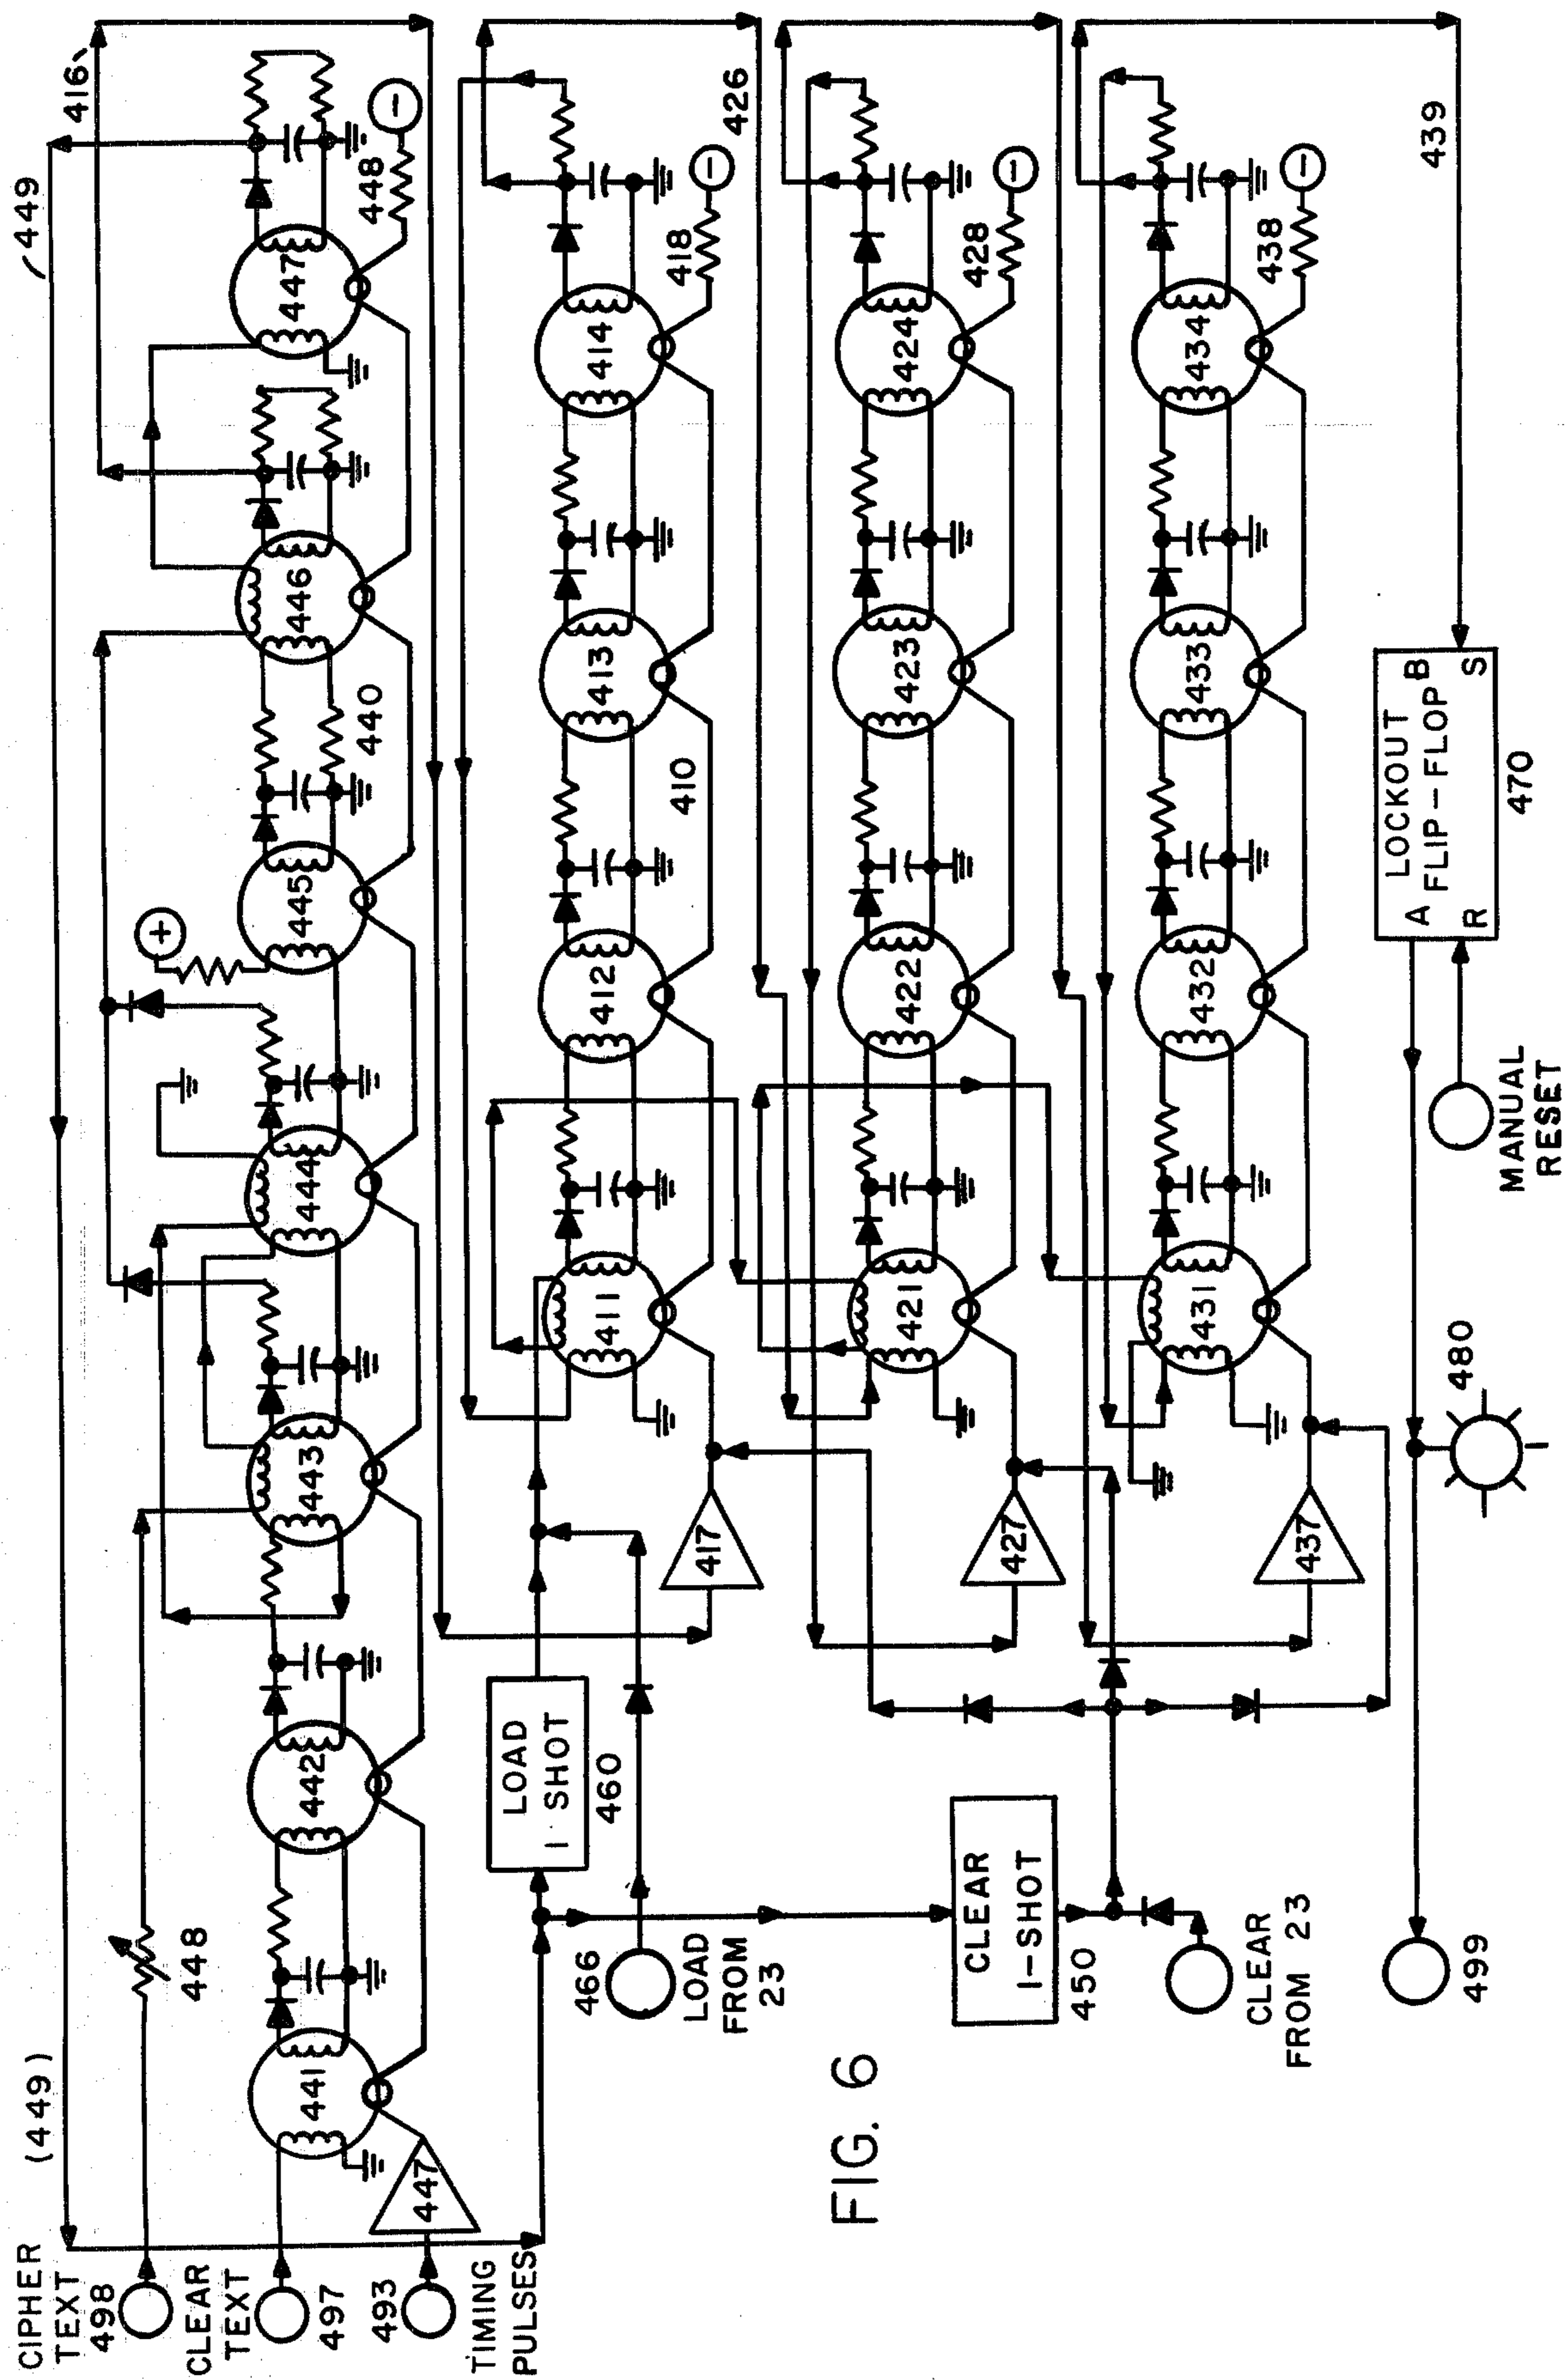 CIPHER
TEXT
498
(449)
449
416
448
CLEAR
TEXT
497
441
442
443
444
445
446
447
440
+
448
−
493
447
TIMING
PULSES
LOAD
1 SHOT
460
466
LOAD
FROM
23
411
412
413
414
410
418
−
417
426
421
422
423
424
428
−
427
431
432
433
434
438
−
437
439
CLEAR
1-SHOT
450
CLEAR
FROM 23
499
480
MANUAL
RESET
LOCKOUT
FLIP-FLOP
A
R
B
S
470
FIG. 6